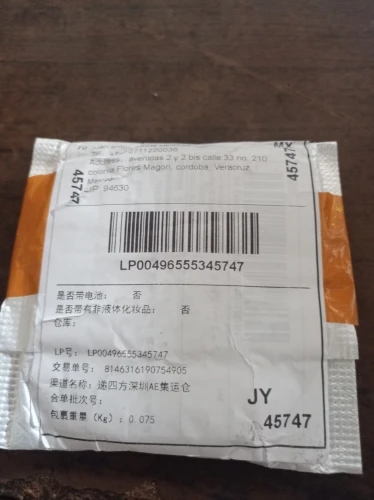 avenidas 2 y 2 bis calle 33 no. 210
colonia Flores Magon, cordoba, Veracruz,
94630
45747
45747
LP00496555345747
是否带电池： 否
是否带有非液体化妆品： 否
仓库：
LP号： LP00496555345747
交易单号： 8146316190754905
渠道名称：递四方深圳AE集运仓
合单批次号：
包裹重量（Kg）：0.075
JY
45747